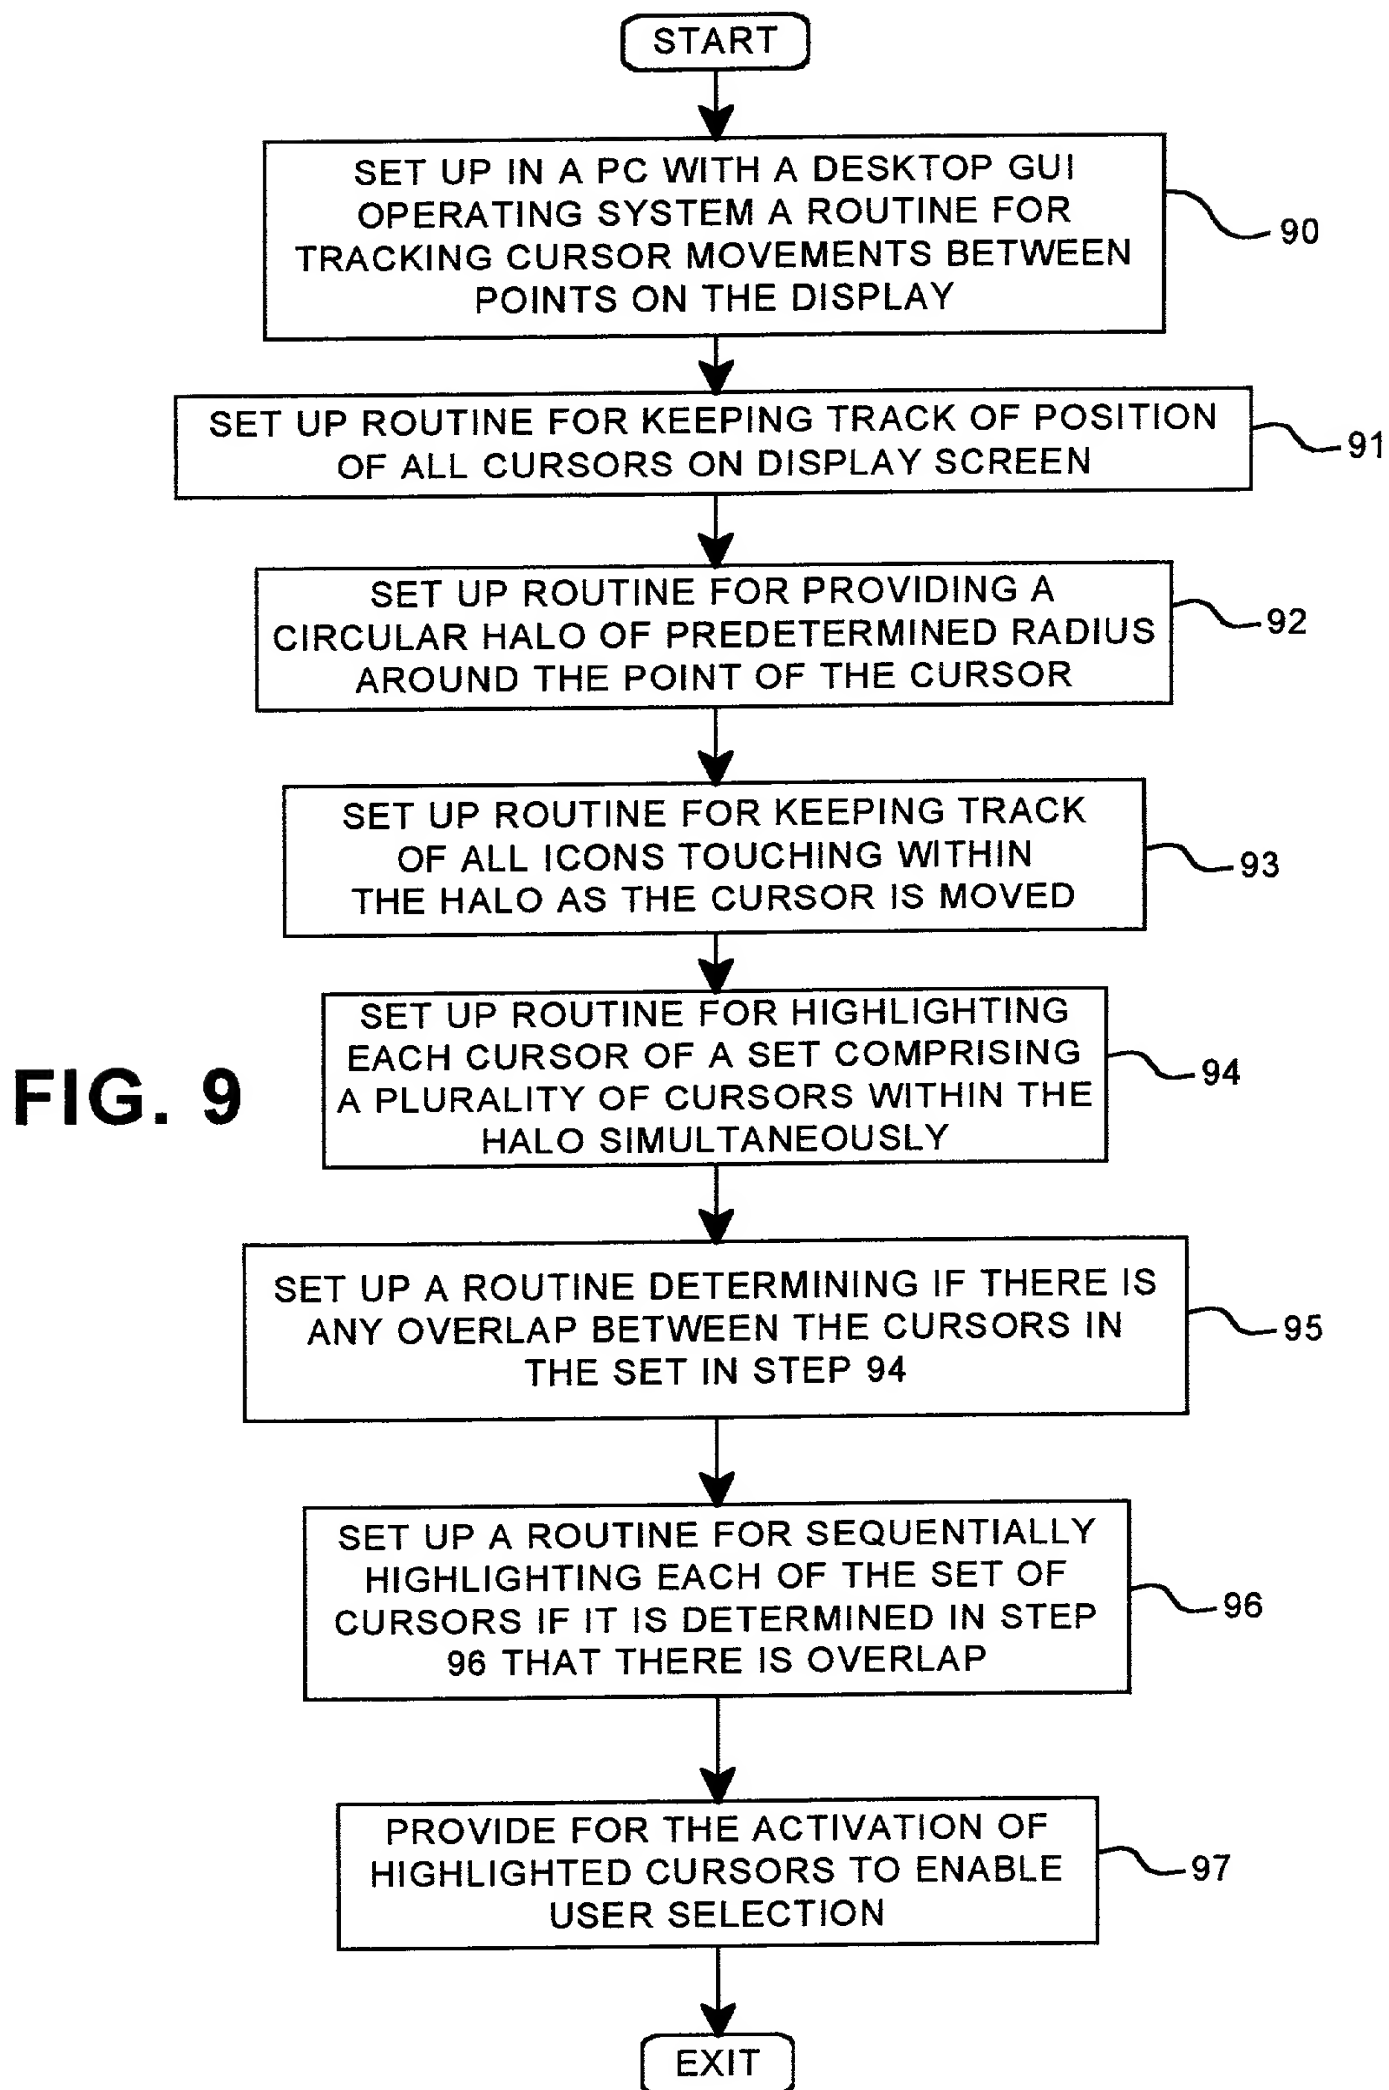 START
SET UP IN A PC WITH A DESKTOP GUI
OPERATING SYSTEM A ROUTINE FOR
TRACKING CURSOR MOVEMENTS BETWEEN
POINTS ON THE DISPLAY
90
SET UP ROUTINE FOR KEEPING TRACK OF POSITION
OF ALL CURSORS ON DISPLAY SCREEN
91
SET UP ROUTINE FOR PROVIDING A
CIRCULAR HALO OF PREDETERMINED RADIUS
AROUND THE POINT OF THE CURSOR
92
SET UP ROUTINE FOR KEEPING TRACK
OF ALL ICONS TOUCHING WITHIN
THE HALO AS THE CURSOR IS MOVED
93
SET UP ROUTINE FOR HIGHLIGHTING
EACH CURSOR OF A SET COMPRISING
A PLURALITY OF CURSORS WITHIN THE
HALO SIMULTANEOUSLY
94
FIG. 9
SET UP A ROUTINE DETERMINING IF THERE IS
ANY OVERLAP BETWEEN THE CURSORS IN
THE SET IN STEP 94
95
SET UP A ROUTINE FOR SEQUENTIALLY
HIGHLIGHTING EACH OF THE SET OF
CURSORS IF IT IS DETERMINED IN STEP
96 THAT THERE IS OVERLAP
96
PROVIDE FOR THE ACTIVATION OF
HIGHLIGHTED CURSORS TO ENABLE
USER SELECTION
97
EXIT